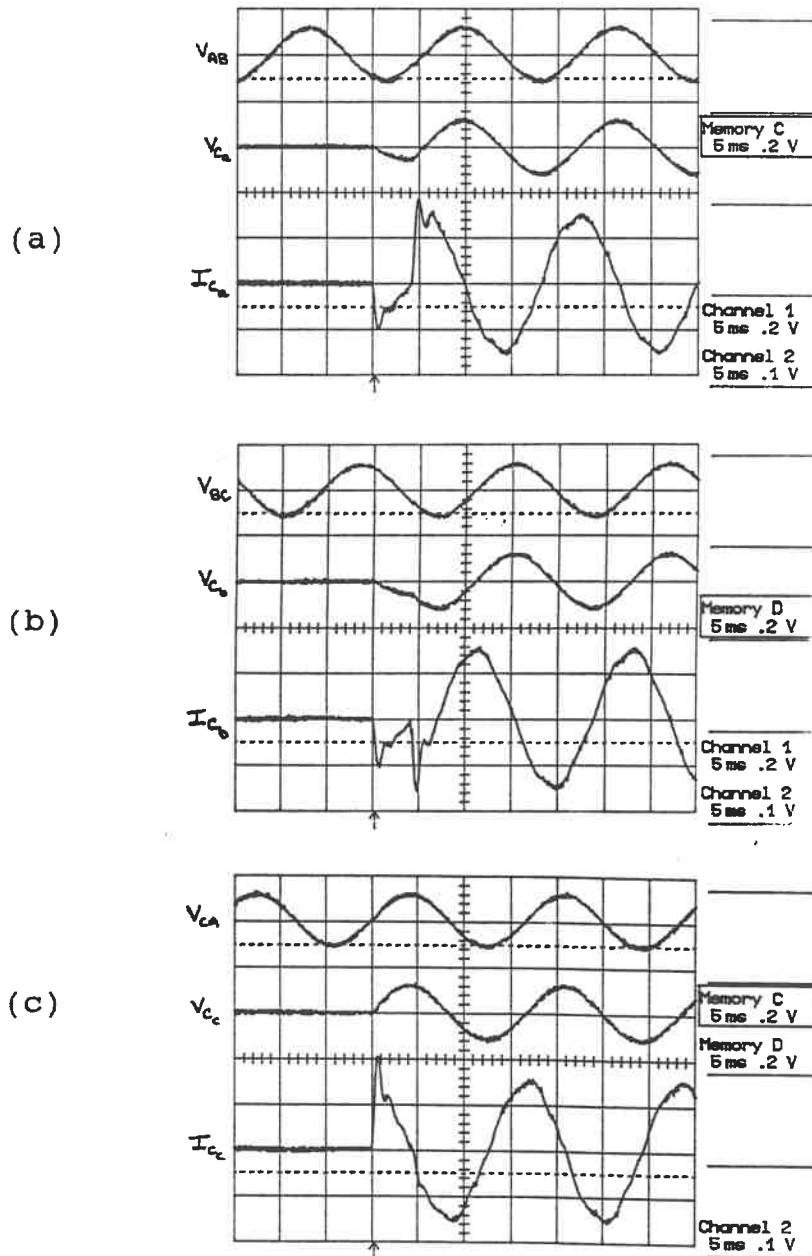 (a)
V_AB
V_Ca
I_Ca
Memory C
5 ms .2 V
Channel 1
5 ms .2 V
Channel 2
5 ms .1 V
(b)
V_BC
V_Cb
I_Cb
Memory D
5 ms .2 V
Channel 1
5 ms .2 V
Channel 2
5 ms .1 V
(c)
V_CA
V_Cc
I_Cc
Memory C
5 ms .2 V
Memory D
5 ms .2 V
Channel 2
5 ms .1 V